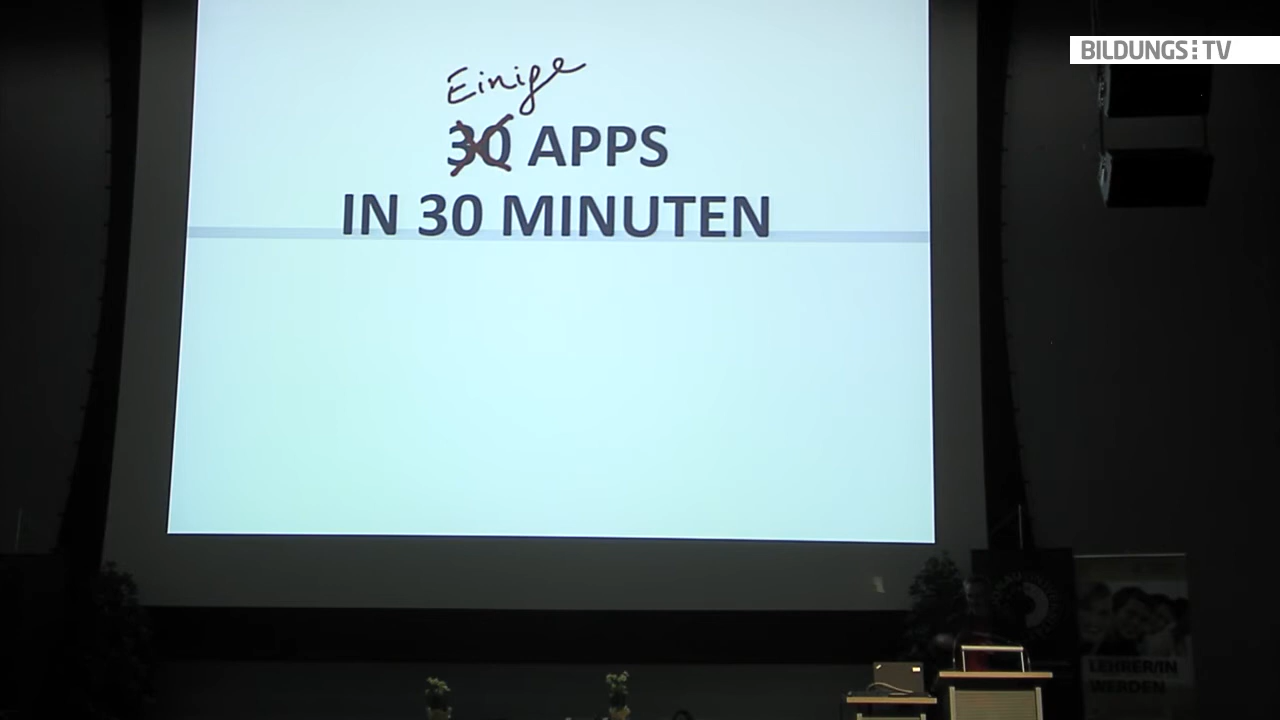 BILDUNGS TV
Einige
30 APPS
IN 30 MINUTEN
LEHRER/IN
WERDEN